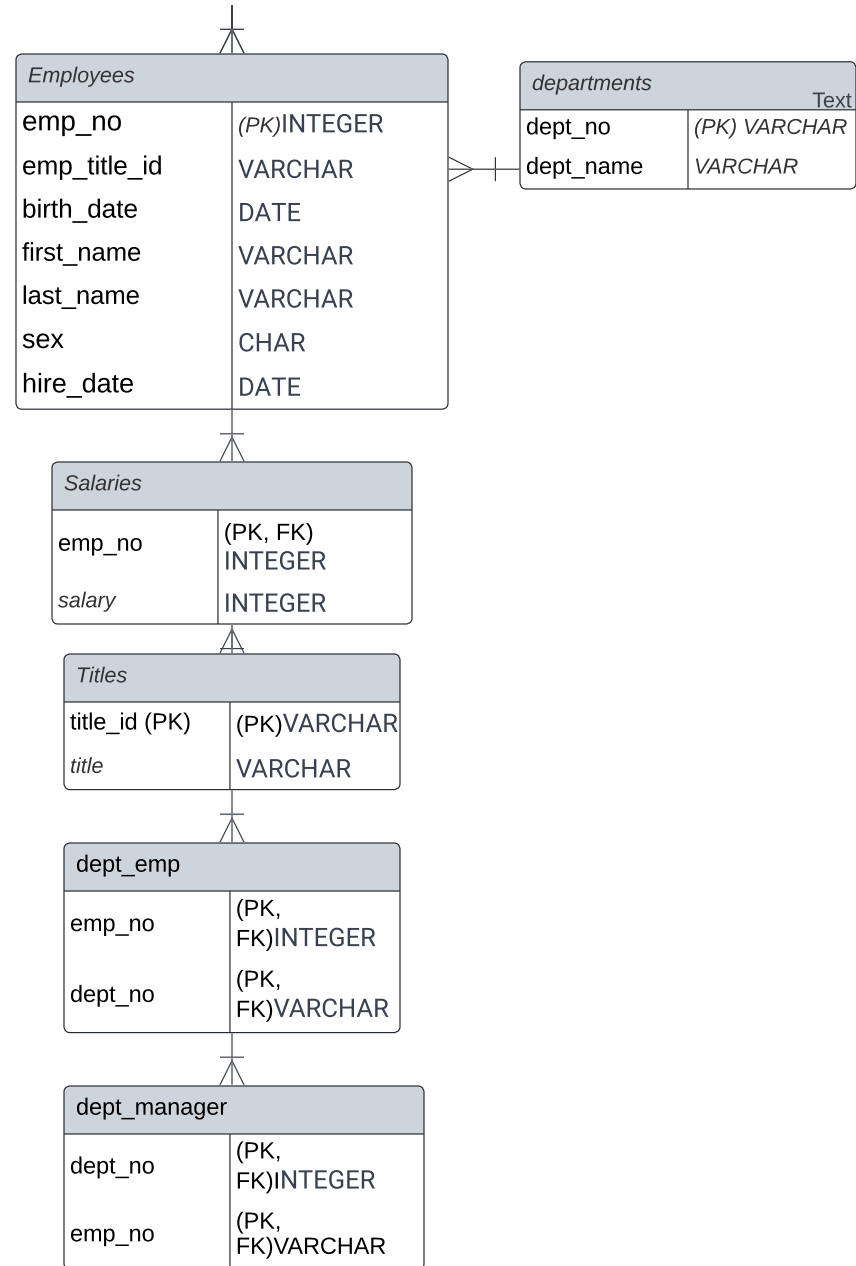 Employees
emp_no (PK)INTEGER
emp_title_id VARCHAR
birth_date DATE
first_name VARCHAR
last_name VARCHAR
sex CHAR
hire_date DATE
departments
Text
dept_no (PK) VARCHAR
dept_name VARCHAR
Salaries
emp_no (PK, FK)
INTEGER
salary INTEGER
Titles
title_id (PK) (PK)VARCHAR
title VARCHAR
dept_emp
emp_no (PK,
FK)INTEGER
dept_no (PK,
FK)VARCHAR
dept_manager
dept_no (PK,
FK)INTEGER
emp_no (PK,
FK)VARCHAR